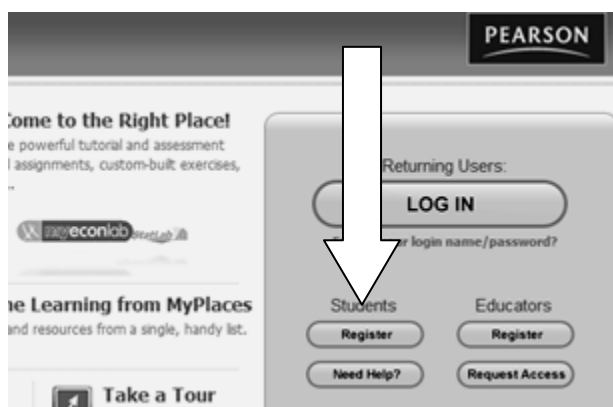 PEARSON
Come to the Right Place!
e powerful tutorial and assessment
assignments, custom-built exercises,
myeconlab
ne Learning from MyPlaces
and resources from a single, handy list.
Take a Tour
Returning Users:
LOG IN
login name/password?
Students
Educators
Register
Register
Need Help?
Request Access